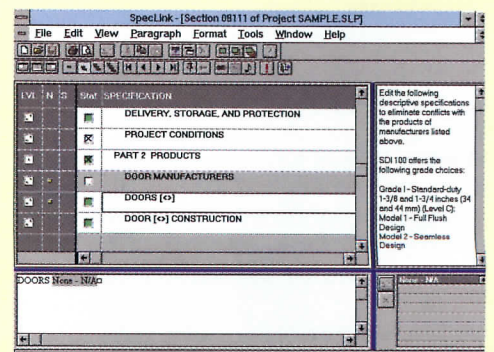 SpecLink - [Section 08111 of Project SAMPLE.SLP]
File Edit View Paragraph Format Tools Window Help
LVL N S Stat SPECIFICATION
DELIVERY, STORAGE, AND PROTECTION
PROJECT CONDITIONS
PART 2 PRODUCTS
DOOR MANUFACTURERS
DOORS [<>]
DOOR [<>] CONSTRUCTION
Edit the following
descriptive specifications
to eliminate conflicts with
the products of
manufacturers listed
above.
SDI 100 offers the
following grade choices:
Grade I - Standard-duty
1-3/8 and 1-3/4 inches (34
and 44 mm) (Level C);
Model 1 - Full Flush
Design
Model 2 - Seamless
Design
DOORS None - N/A
None - N/A